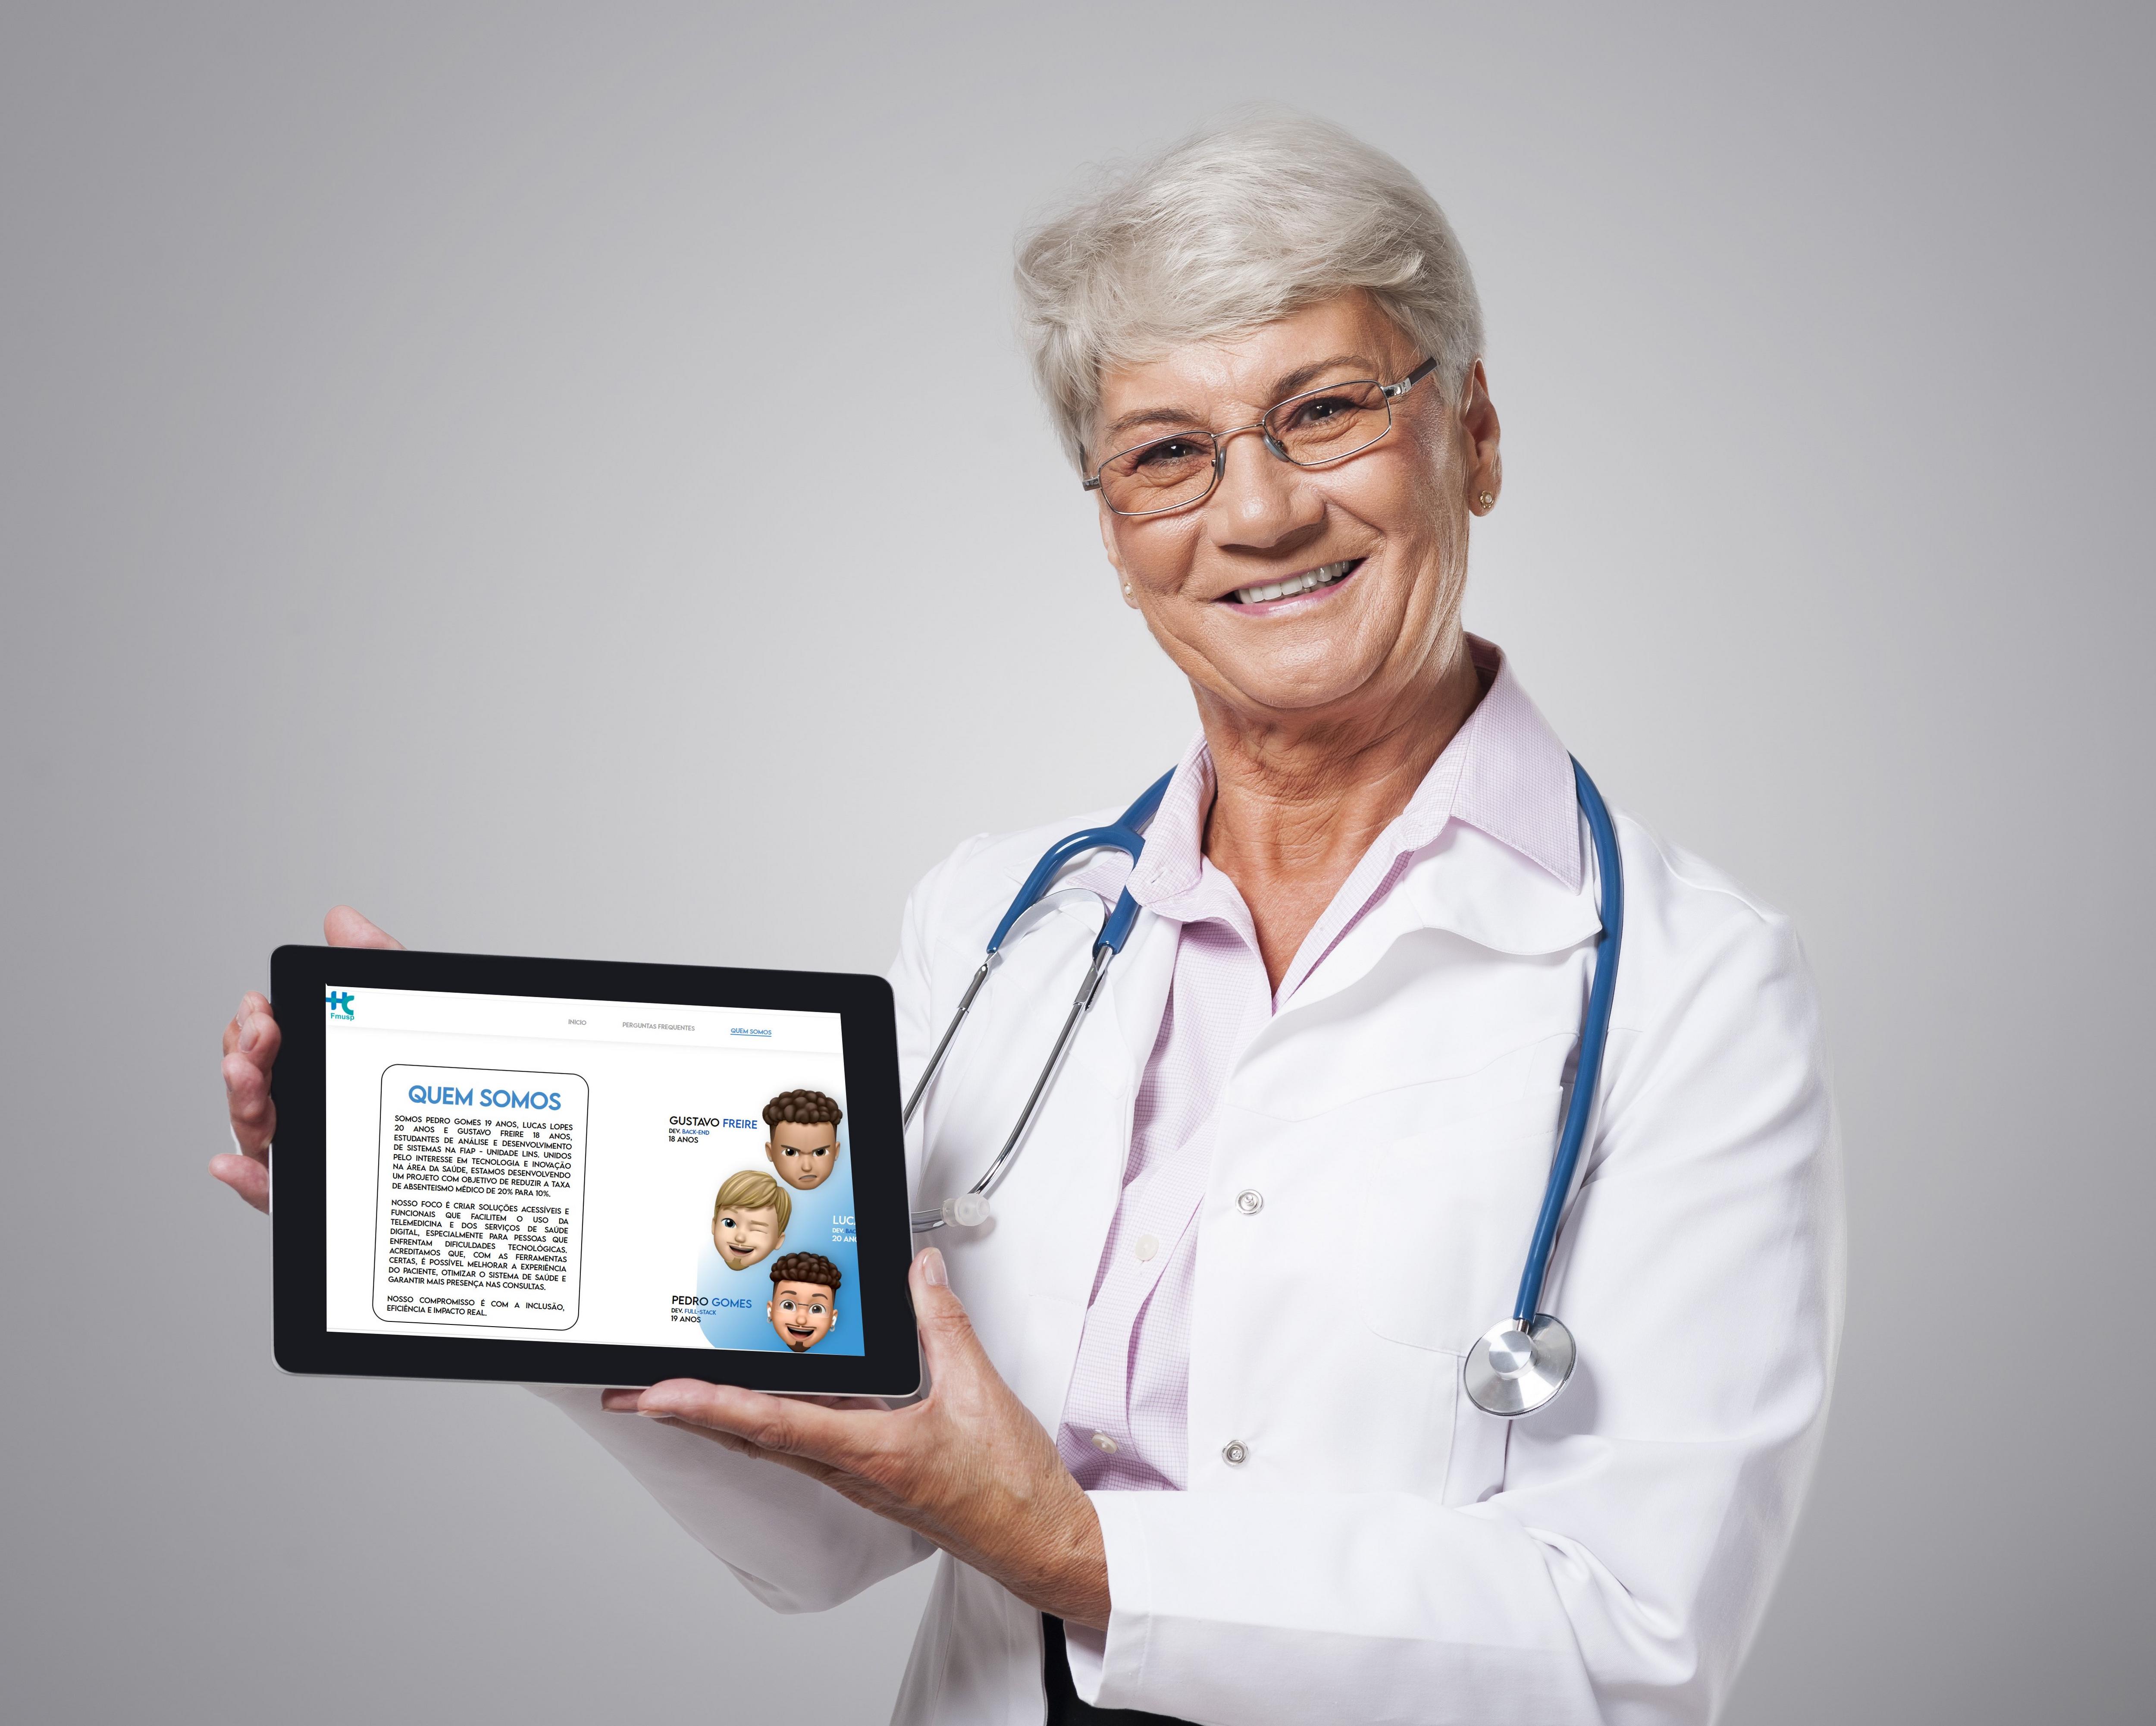 Fmusp
INICIO PERGUNTAS FREQUENTES QUEM SOMOS
QUEM SOMOS
SOMOS PEDRO GOMES 19 ANOS, LUCAS LOPES
20 ANOS E GUSTAVO FREIRE 18 ANOS,
ESTUDANTES DE ANÁLISE E DESENVOLVIMENTO
DE SISTEMAS NA FIAP - UNIDADE LINS. UNIDOS
PELO INTERESSE EM TECNOLOGIA E INOVAÇÃO
NA ÁREA DA SAÚDE, ESTAMOS DESENVOLVENDO
UM PROJETO COM OBJETIVO DE REDUZIR A TAXA
DE ABSENTEISMO MÉDICO DE 20% PARA 10%.
NOSSO FOCO É CRIAR SOLUÇÕES ACESSÍVEIS E
FUNCIONAIS QUE FACILITEM O USO DA
TELEMEDICINA E DOS SERVIÇOS DE SAÚDE
DIGITAL, ESPECIALMENTE PARA PESSOAS QUE
ENFRENTAM DIFICULDADES TECNOLÓGICAS.
ACREDITAMOS QUE, COM AS FERRAMENTAS
CERTAS, É POSSÍVEL MELHORAR A EXPERIÊNCIA
DO PACIENTE, OTIMIZAR O SISTEMA DE SAÚDE E
GARANTIR MAIS PRESENÇA NAS CONSULTAS.
NOSSO COMPROMISSO É COM A INCLUSÃO,
EFICIÊNCIA E IMPACTO REAL.
GUSTAVO FREIRE
DEV. BACK-END
18 ANOS
LUC
DEV.
20
PEDRO GOMES
DEV. FULL-STACK
19 ANOS